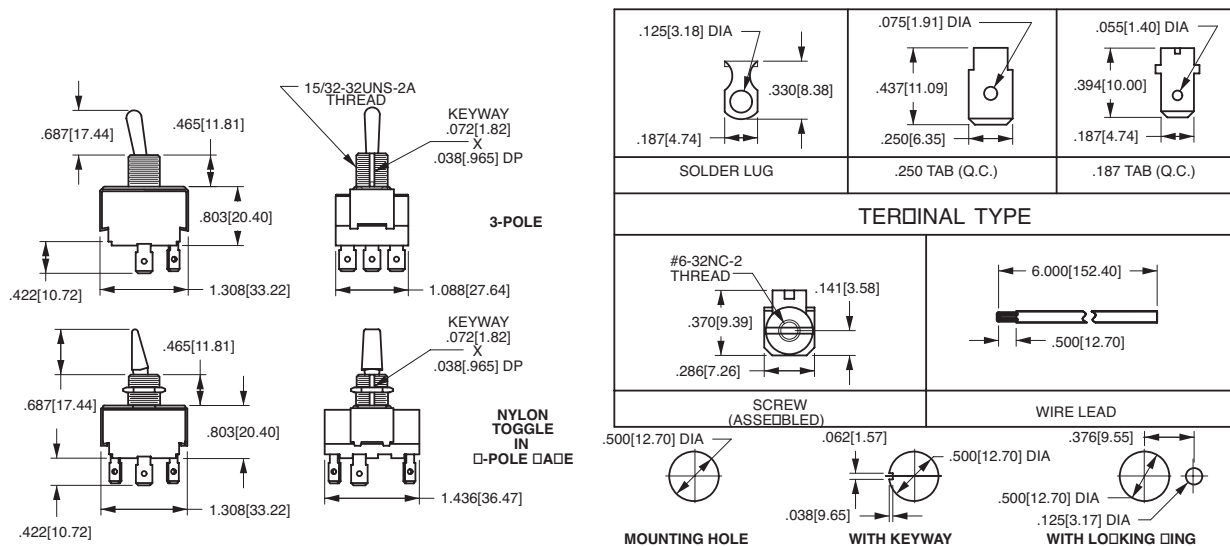 15/32-32UNS-2A
THREAD
.687[17.44]
.465[11.81]
KEYWAY
.072[1.82]
X
.038[.965] DP
.803[20.40]
3-POLE
.422[10.72]
1.308[33.22]
1.088[27.64]
KEYWAY
.072[1.82]
X
.038[.965] DP
.465[11.81]
.687[17.44]
.803[20.40]
NYLON
TOGGLE
IN
1.436[36.47]
1.308[33.22]
.422[10.72]
.125[3.18] DIA
.330[8.38]
.187[4.74]
SOLDER LUG
.075[1.91] DIA
.437[11.09]
.250[6.35]
.250 TAB (Q.C.)
.055[1.40] DIA
.394[10.00]
.187[4.74]
.187 TAB (Q.C.)
TYPE
#6-32NC-2
THREAD
.141[3.58]
.370[9.39]
.286[7.26]
SCREW
6.000[152.40]
.500[12.70]
WIRE LEAD
.500[12.70] DIA
MOUNTING HOLE
.062[1.57]
.500[12.70] DIA
.038[9.65]
WITH KEYWAY
.376[9.55]
.500[12.70] DIA
.125[3.17] DIA
WITH